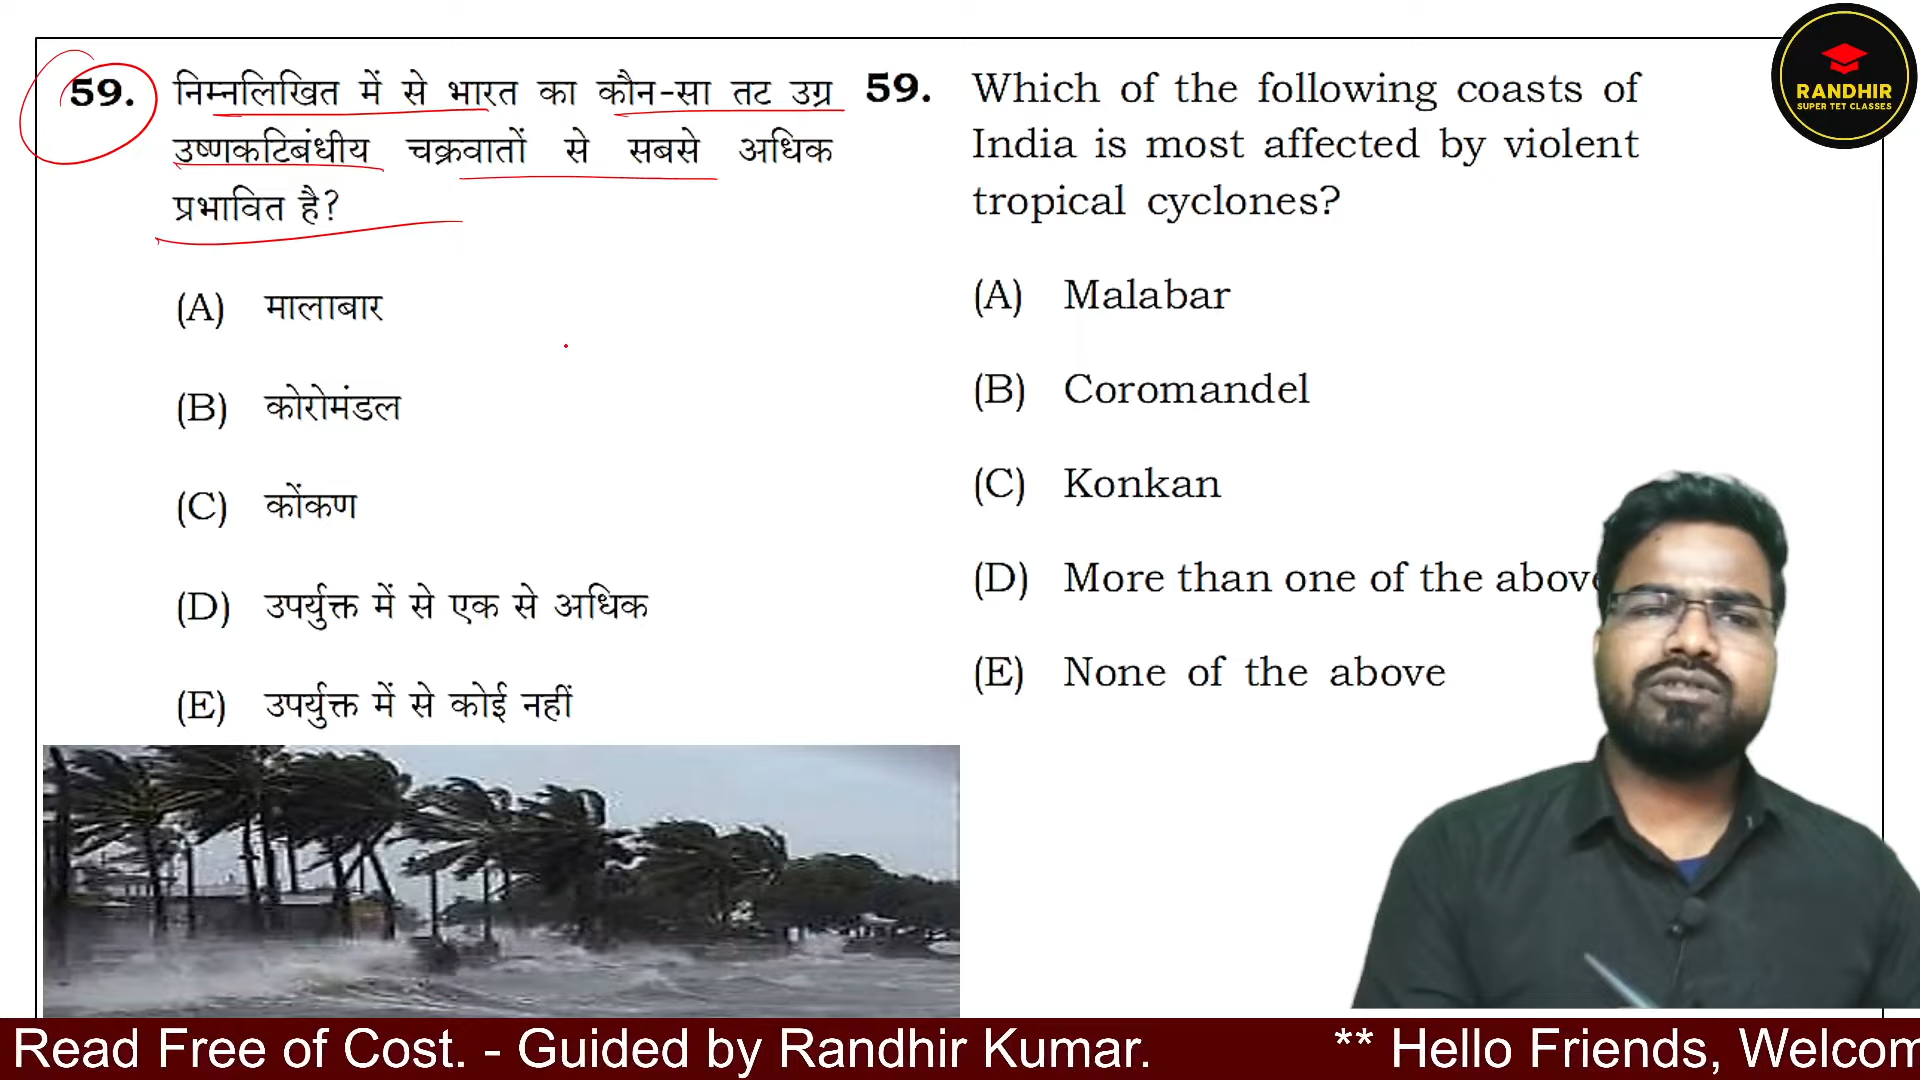 59. निम्नलिखित में से भारत का कौन-सा तट उग्र
उष्णकटिबंधीय चक्रवातों से सबसे अधिक
प्रभावित है?
(A) मालाबार
(B) कोरोमंडल
(C) कोंकण
(D) उपर्युक्त में से एक से अधिक
(E) उपर्युक्त में से कोई नहीं
59. Which of the following coasts of
India is most affected by violent
tropical cyclones?
(A) Malabar
(B) Coromandel
(C) Konkan
(D) More than one of the above
(E) None of the above
RANDHIR
SUPER TET CLASSES
Read Free of Cost. - Guided by Randhir Kumar. ** Hello Friends, Welcom